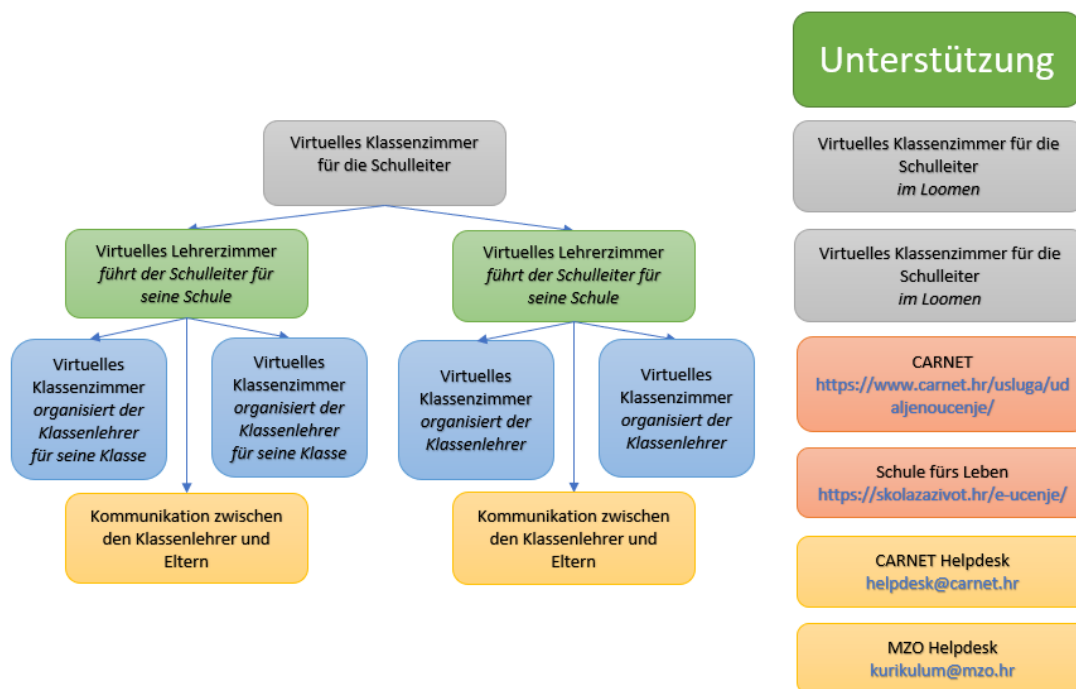 Unterstützung
Virtuelles Klassenzimmer
für die Schulleiter
Virtuelles Lehrerzimmer
führt der Schulleiter für
seine Schule
Virtuelles Lehrerzimmer
führt der Schulleiter für
seine Schule
Virtuelles
Klassenzimmer
organisiert der
Klassenlehrer
für seine Klasse
Virtuelles
Klassenzimmer
organisiert der
Klassenlehrer
für seine Klasse
Virtuelles
Klassenzimmer
organisiert der
Klassenlehrer
Virtuelles
Klassenzimmer
organisiert der
Klassenlehrer
Kommunikation zwischen
den Klassenlehrer und
Eltern
Kommunikation zwischen
den Klassenlehrer und
Eltern
Virtuelles Klassenzimmer für die
Schulleiter
im Loomen
Virtuelles Klassenzimmer für die
Schulleiter
im Loomen
CARNET
https://www.carnet.hr/usluga/ud
aljenoucenje/
Schule fürs Leben
https://skolazazivot.hr/e-ucenje/
CARNET Helpdesk
helpdesk@carnet.hr
MZO Helpdesk
kurikulum@mzo.hr